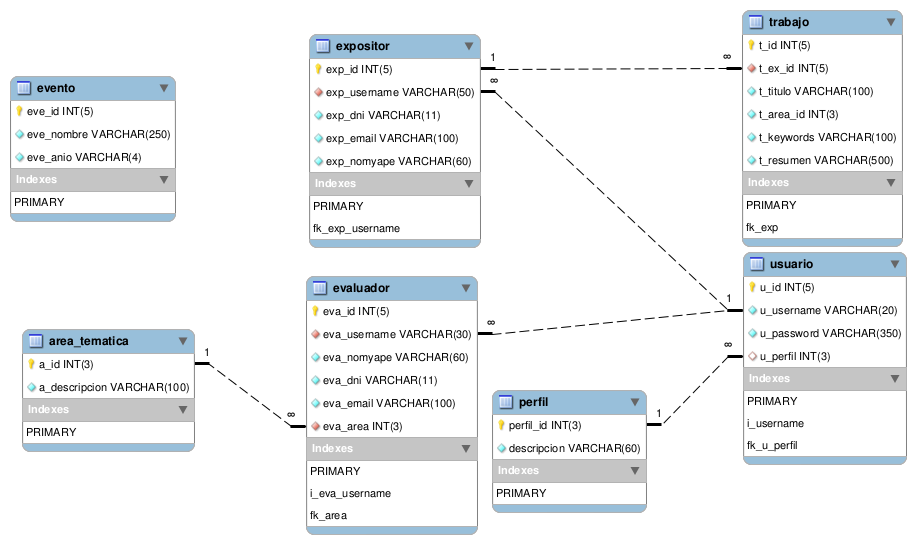 evento
eve_id INT(5)
eve_nombre VARCHAR(250)
eve_anio VARCHAR(4)
Indexes
PRIMARY
expositor
exp_id INT(5)
exp_username VARCHAR(50)
exp_dni VARCHAR(11)
exp_email VARCHAR(100)
exp_nomyape VARCHAR(60)
Indexes
PRIMARY
fk_exp_username
1
∞
∞
trabajo
t_id INT(5)
t_ex_id INT(5)
t_titulo VARCHAR(100)
t_area_id INT(3)
t_keywords VARCHAR(100)
t_resumen VARCHAR(500)
Indexes
PRIMARY
fk_exp
area_tematica
a_id INT(3)
a_descripcion VARCHAR(100)
Indexes
PRIMARY
1
∞
evaluador
eva_id INT(5)
eva_username VARCHAR(30)
eva_nomyape VARCHAR(60)
eva_dni VARCHAR(11)
eva_email VARCHAR(100)
eva_area INT(3)
Indexes
PRIMARY
i_eva_username
fk_area
∞
1
perfil
perfil_id INT(3)
descripcion VARCHAR(60)
Indexes
PRIMARY
1
∞
usuario
u_id INT(5)
u_username VARCHAR(20)
u_password VARCHAR(350)
u_perfil INT(3)
Indexes
PRIMARY
i_username
fk_u_perfil